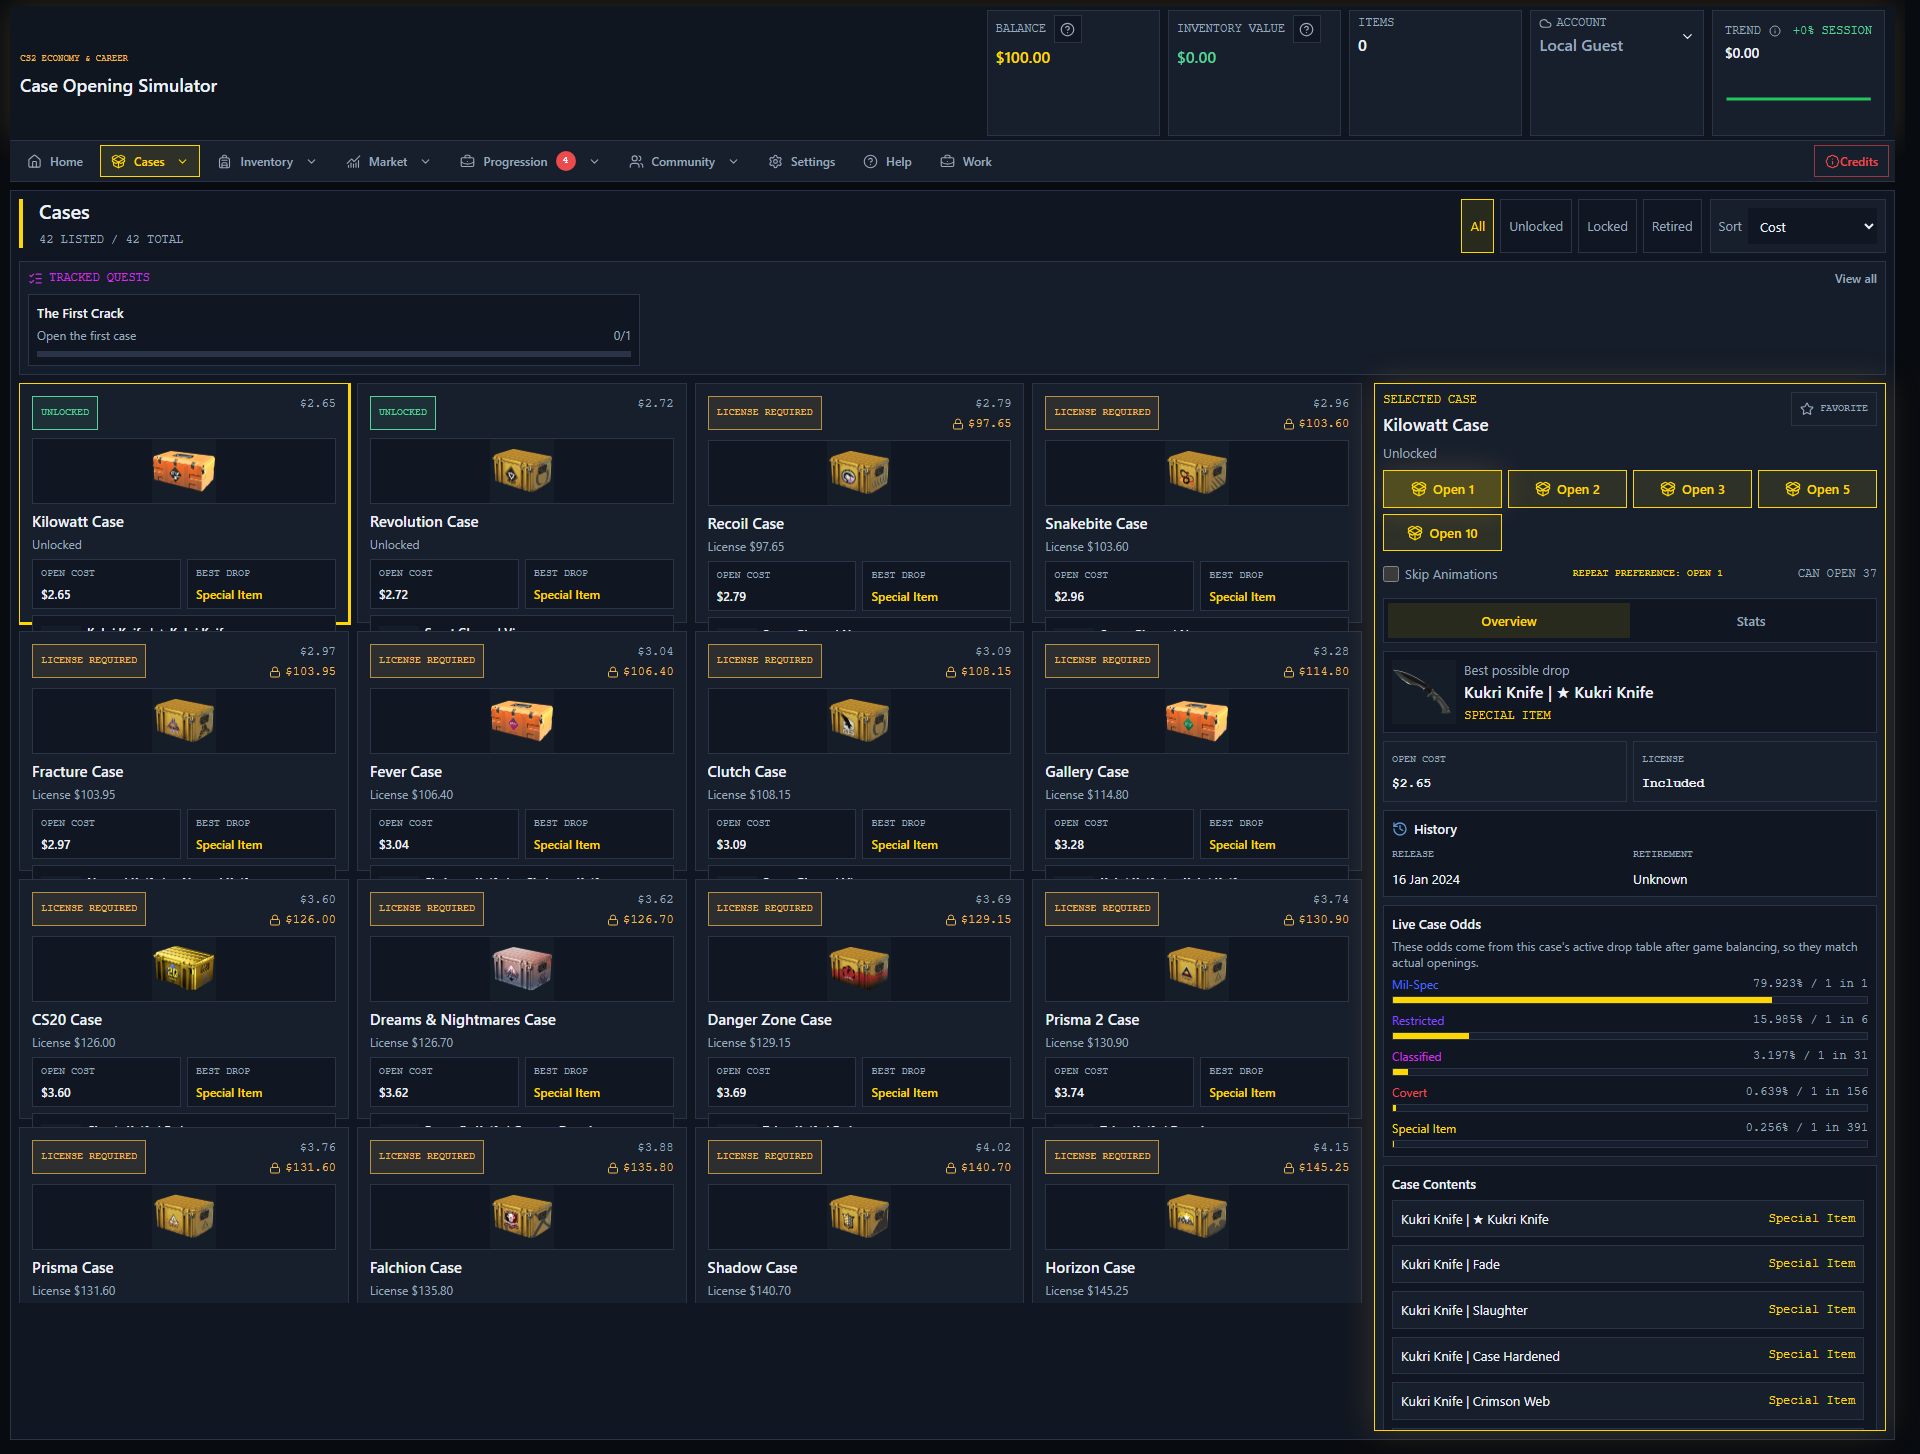 CS2 ECONOMY & CAREER
Case Opening Simulator
BALANCE
$100.00
INVENTORY VALUE
$0.00
ITEMS
0
ACCOUNT
Local Guest
TREND +0% SESSION
$0.00
Home
Cases
Inventory
Market
Progression 4
Community
Settings
Help
Work
Credits
Cases
42 LISTED / 42 TOTAL
All
Unlocked
Locked
Retired
Sort Cost
TRACKED QUESTS
View all
The First Crack
Open the first case 0/1
UNLOCKED $2.65
Kilowatt Case
Unlocked
OPEN COST BEST DROP
$2.65 Special Item
UNLOCKED $2.72
Revolution Case
Unlocked
OPEN COST BEST DROP
$2.72 Special Item
LICENSE REQUIRED $2.79
$97.65
Recoil Case
License $97.65
OPEN COST BEST DROP
$2.79 Special Item
LICENSE REQUIRED $2.96
$103.60
Snakebite Case
License $103.60
OPEN COST BEST DROP
$2.96 Special Item
LICENSE REQUIRED $2.97
$103.95
Fracture Case
License $103.95
OPEN COST BEST DROP
$2.97 Special Item
LICENSE REQUIRED $3.04
$106.40
Fever Case
License $106.40
OPEN COST BEST DROP
$3.04 Special Item
LICENSE REQUIRED $3.09
$108.15
Clutch Case
License $108.15
OPEN COST BEST DROP
$3.09 Special Item
LICENSE REQUIRED $3.28
$114.80
Gallery Case
License $114.80
OPEN COST BEST DROP
$3.28 Special Item
LICENSE REQUIRED $3.60
$126.00
CS20 Case
License $126.00
OPEN COST BEST DROP
$3.60 Special Item
LICENSE REQUIRED $3.62
$126.70
Dreams & Nightmares Case
License $126.70
OPEN COST BEST DROP
$3.62 Special Item
LICENSE REQUIRED $3.69
$129.15
Danger Zone Case
License $129.15
OPEN COST BEST DROP
$3.69 Special Item
LICENSE REQUIRED $3.74
$130.90
Prisma 2 Case
License $130.90
OPEN COST BEST DROP
$3.74 Special Item
LICENSE REQUIRED $3.76
$131.60
Prisma Case
License $131.60
LICENSE REQUIRED $3.88
$135.80
Falchion Case
License $135.80
LICENSE REQUIRED $4.02
$140.70
Shadow Case
License $140.70
LICENSE REQUIRED $4.15
$145.25
Horizon Case
License $145.25
SELECTED CASE
FAVORITE
Kilowatt Case
Unlocked
Open 1
Open 2
Open 3
Open 5
Open 10
Skip Animations
REPEAT PREFERENCE: OPEN 1
CAN OPEN 37
Overview
Stats
Best possible drop
Kukri Knife | ★ Kukri Knife
SPECIAL ITEM
OPEN COST
$2.65
LICENSE
Included
History
RELEASE RETIREMENT
16 Jan 2024 Unknown
Live Case Odds
These odds come from this case's active drop table after game balancing, so they match
actual openings.
Mil-Spec 79.923% / 1 in 1
Restricted 15.985% / 1 in 6
Classified 3.197% / 1 in 31
Covert 0.639% / 1 in 156
Special Item 0.256% / 1 in 391
Case Contents
Kukri Knife | ★ Kukri Knife Special Item
Kukri Knife | Fade Special Item
Kukri Knife | Slaughter Special Item
Kukri Knife | Case Hardened Special Item
Kukri Knife | Crimson Web Special Item